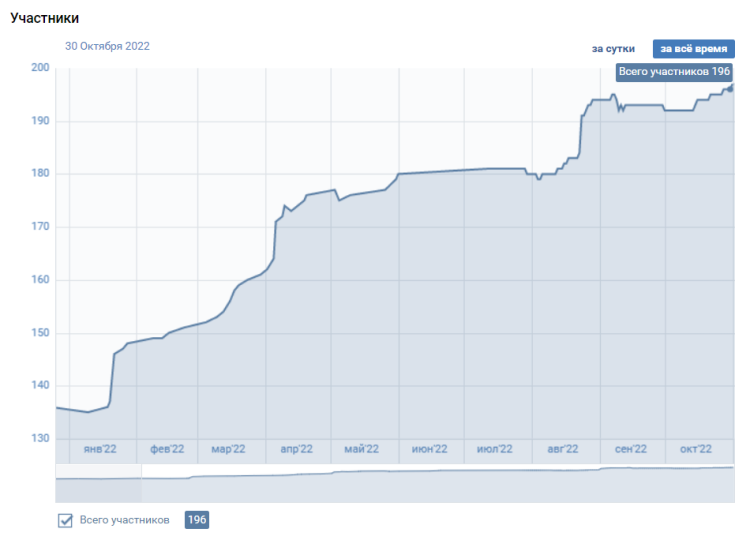 Участники
30 Октября 2022
за сутки
за всё время
Всего участников 196
200
190
180
170
160
150
140
130
янв'22 фев'22 мар'22 апр'22 май'22 июн'22 июл'22 авг'22 сен'22 окт'22
Всего участников 196